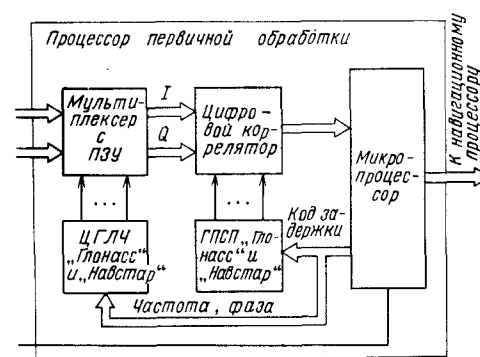 Процессор первичной обработки
Мульти-
плексер
с
ПЗУ
I
Q
Цифро-
вой кор-
релятор
Микро-
процес-
сор
К навигационному
процессору
...
...
ЦГЛЧ
„Глонасс“
и „Навстар“
ГПСП „Гло-
насс“ и
„Навстар“
Код за-
держки
Частота, фаза